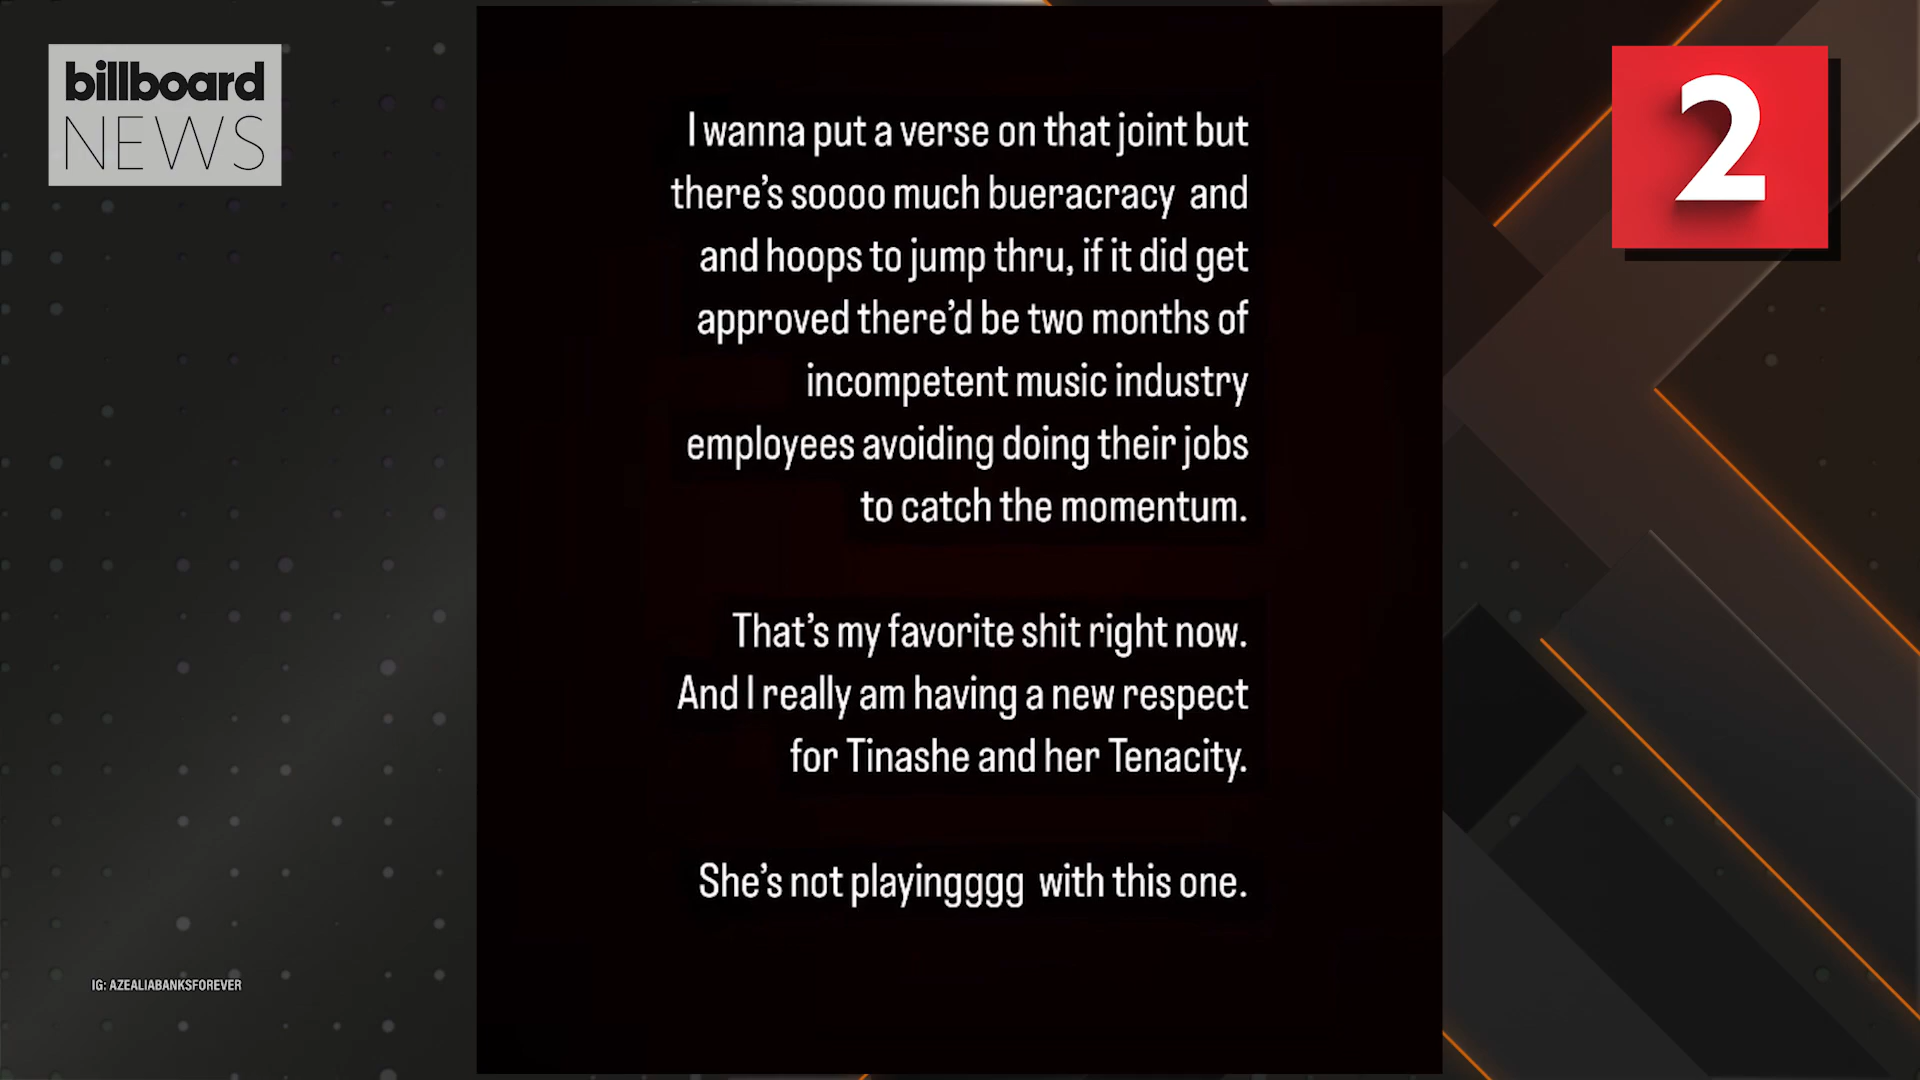 billboard
NEWS
2
I wanna put a verse on that joint but
there's soooo much bueracracy and
and hoops to jump thru, if it did get
approved there'd be two months of
incompetent music industry
employees avoiding doing their jobs
to catch the momentum.
That's my favorite shit right now.
And I really am having a new respect
for Tinashe and her Tenacity.
She's not playingggg with this one.
IG: AZEALIABANKSFOREVER